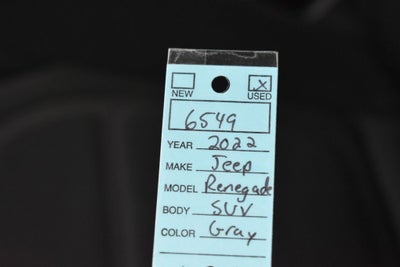 NEW X USED
6549
YEAR 2022
MAKE Jeep
MODEL Renegade
BODY SUV
COLOR Gray